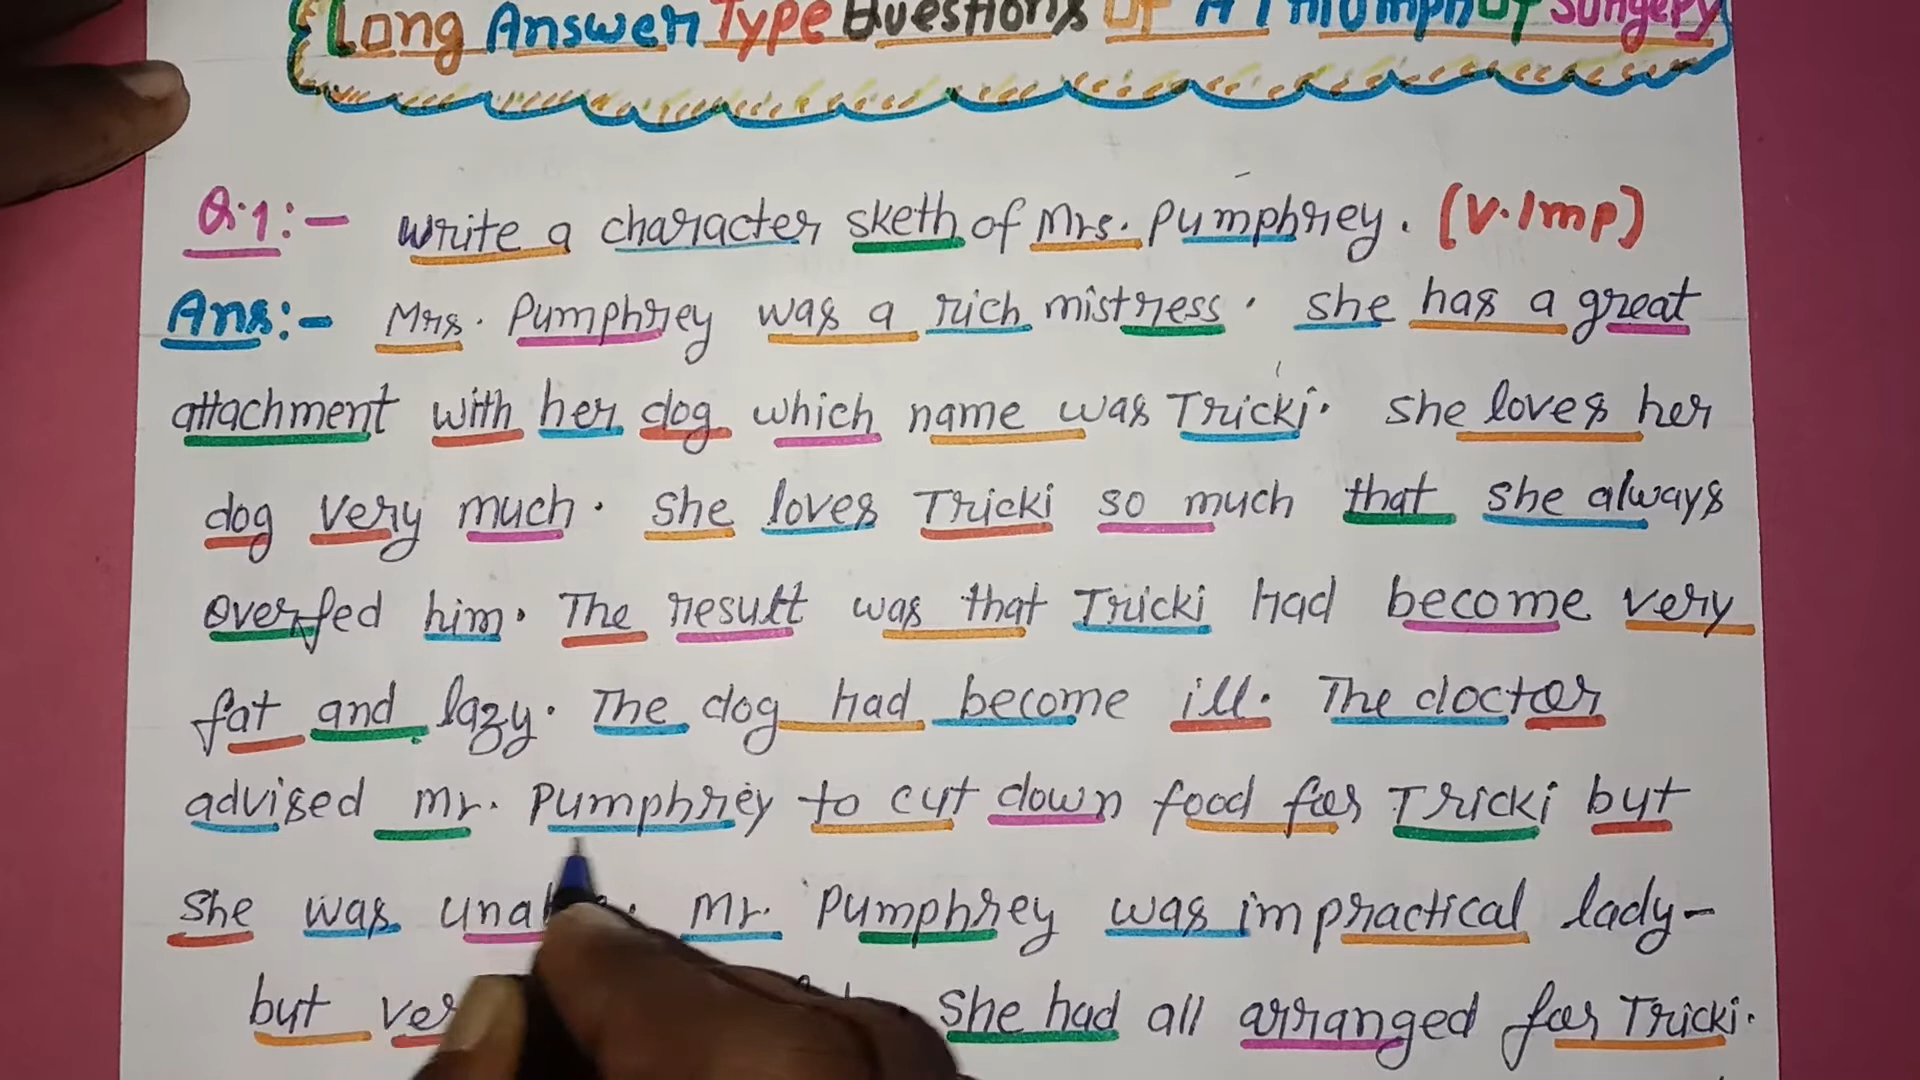 Long Answer Type Questions of A Triumph of Surgery
Q.1:- Write a character sketh of Mrs. Pumphrey. (V.Imp)
Ans:- Mrs. Pumphrey was a rich mistress. She has a great
attachment with her dog which name was Tricki. She loves her
dog very much. She loves Tricki so much that she always
overfed him. The result was that Tricki had become very
fat and lazy. The dog had become ill. The doctor
advised Mr. Pumphrey to cut down food for Tricki but
she was Mr. Pumphrey was impractical lady-
but She had all arranged for Tricki.